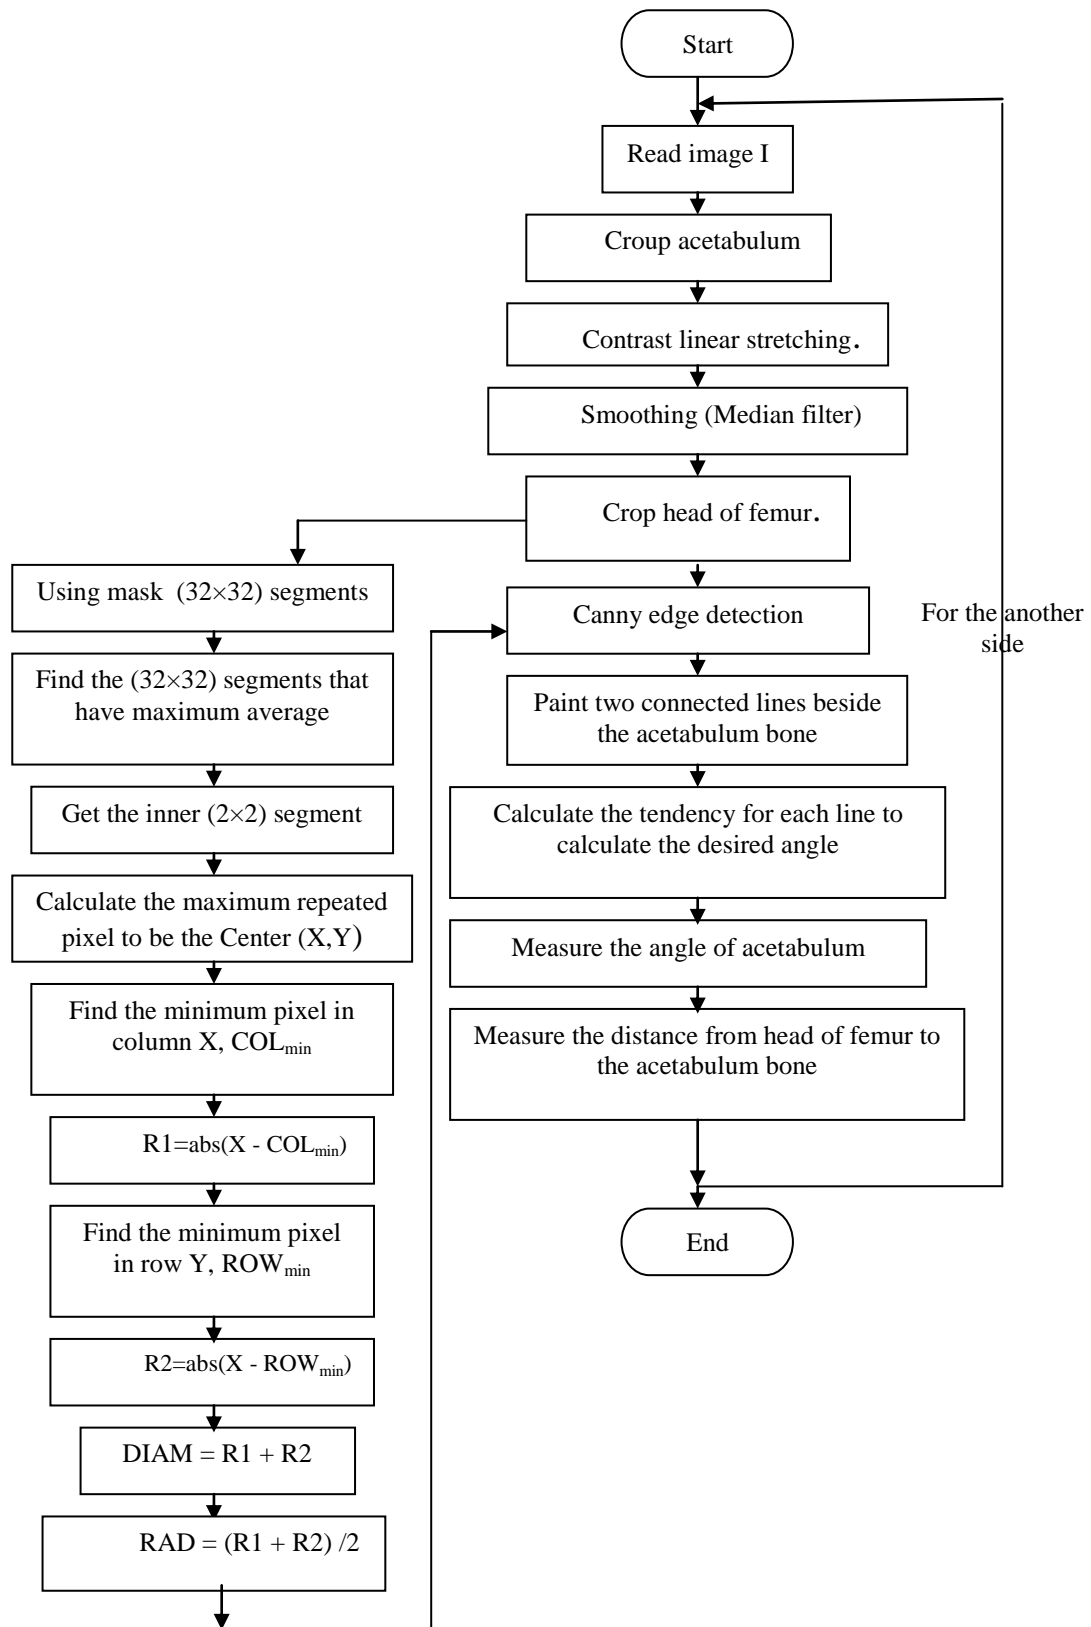 Start
Read image I
Croup acetabulum
Contrast linear stretching.
Smoothing (Median filter)
Crop head of femur.
Using mask (32×32) segments
Find the (32×32) segments that
have maximum average
Get the inner (2×2) segment
Calculate the maximum repeated
pixel to be the Center (X,Y)
Find the minimum pixel in
column X, COLmin
R1=abs(X - COLmin)
Find the minimum pixel
in row Y, ROWmin
R2=abs(X - ROWmin)
DIAM = R1 + R2
RAD = (R1 + R2) /2
Canny edge detection
Paint two connected lines beside
the acetabulum bone
Calculate the tendency for each line to
calculate the desired angle
Measure the angle of acetabulum
Measure the distance from head of femur to
the acetabulum bone
End
For the another
side